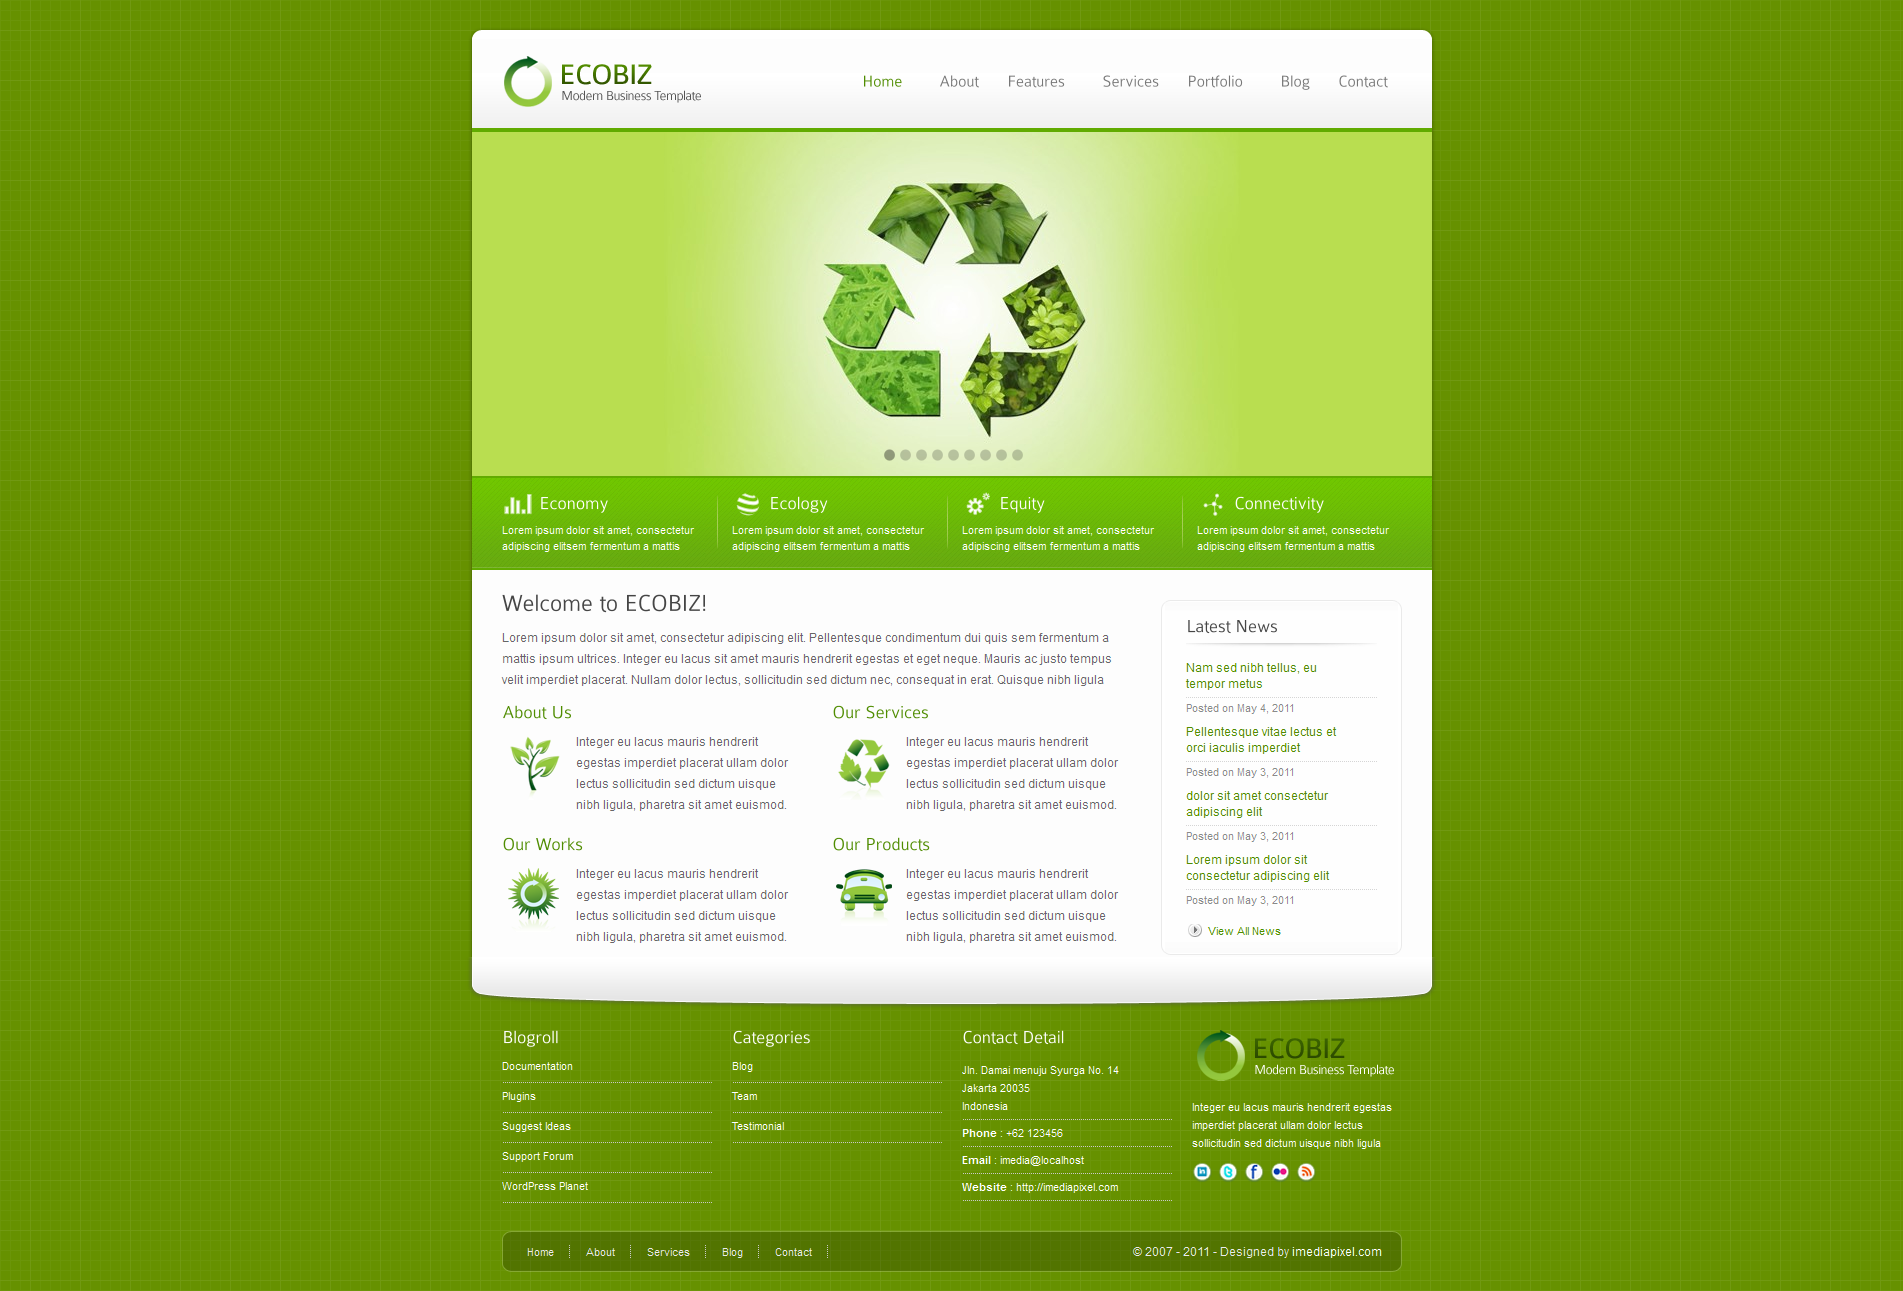 ECOBIZ
Modern Business Template
Home About Features Services Portfolio Blog Contact
Economy
Lorem ipsum dolor sit amet, consectetur
adipiscing elitsem fermentum a mattis
Ecology
Lorem ipsum dolor sit amet, consectetur
adipiscing elitsem fermentum a mattis
Equity
Lorem ipsum dolor sit amet, consectetur
adipiscing elitsem fermentum a mattis
Connectivity
Lorem ipsum dolor sit amet, consectetur
adipiscing elitsem fermentum a mattis
Welcome to ECOBIZ!
Lorem ipsum dolor sit amet, consectetur adipiscing elit. Pellentesque condimentum dui quis sem fermentum a
mattis ipsum ultrices. Integer eu lacus sit amet mauris hendrerit egestas et eget neque. Mauris ac justo tempus
velit imperdiet placerat. Nullam dolor lectus, sollicitudin sed dictum nec, consequat in erat. Quisque nibh ligula
About Us
Integer eu lacus mauris hendrerit
egestas imperdiet placerat ullam dolor
lectus sollicitudin sed dictum uisque
nibh ligula, pharetra sit amet euismod.
Our Services
Integer eu lacus mauris hendrerit
egestas imperdiet placerat ullam dolor
lectus sollicitudin sed dictum uisque
nibh ligula, pharetra sit amet euismod.
Our Works
Integer eu lacus mauris hendrerit
egestas imperdiet placerat ullam dolor
lectus sollicitudin sed dictum uisque
nibh ligula, pharetra sit amet euismod.
Our Products
Integer eu lacus mauris hendrerit
egestas imperdiet placerat ullam dolor
lectus sollicitudin sed dictum uisque
nibh ligula, pharetra sit amet euismod.
Latest News
Nam sed nibh tellus, eu
tempor metus
Posted on May 4, 2011
Pellentesque vitae lectus et
orci iaculis imperdiet
Posted on May 3, 2011
dolor sit amet consectetur
adipiscing elit
Posted on May 3, 2011
Lorem ipsum dolor sit
consectetur adipiscing elit
Posted on May 3, 2011
View All News
Blogroll
Documentation
Plugins
Suggest Ideas
Support Forum
WordPress Planet
Categories
Blog
Team
Testimonial
Contact Detail
Jln. Damai menuju Syurga No. 14
Jakarta 20035
Indonesia
Phone : +62 123456
Email : imedia@localhost
Website : http://imediapixel.com
ECOBIZ
Modern Business Template
Integer eu lacus mauris hendrerit egestas
imperdiet placerat ullam dolor lectus
sollicitudin sed dictum uisque nibh ligula
in t f
Home About Services Blog Contact
© 2007 - 2011 - Designed by imediapixel.com